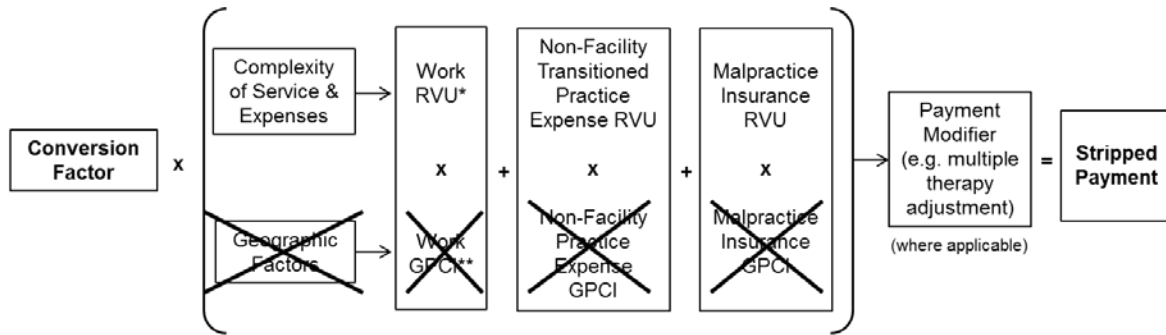 Conversion
Factor
x
Complexity
of Service &
Expenses
Geographic
Factors
Work
RVU*
x
Work
GPCI**
+
Non-Facility
Transitioned
Practice
Expense RVU
x
Non-Facility
Practice
Expense
GPCI
+
Malpractice
Insurance
RVU
x
Malpractice
Insurance
GPCI
Payment
Modifier
(e.g. multiple
therapy
adjustment)
(where applicable)
=
Stripped
Payment